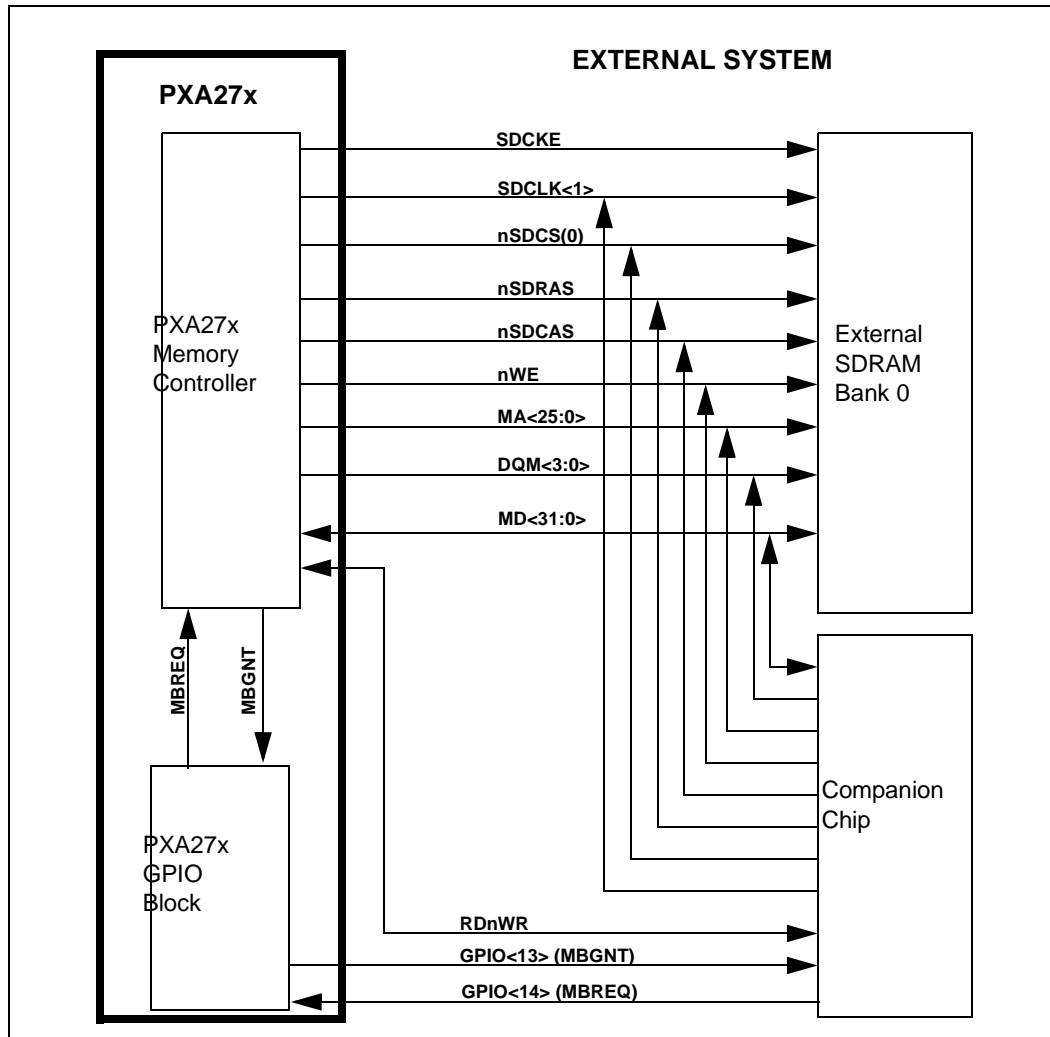 EXTERNAL SYSTEM
PXA27x
SDCKE
SDCLK<1>
nSDCS(0)
nSDRAS
nSDCAS
nWE
MA<25:0>
DQM<3:0>
MD<31:0>
PXA27x
Memory
Controller
External
SDRAM
Bank 0
MBREQ
MBGNT
PXA27x
GPIO
Block
Companion
Chip
RDnWR
GPIO<13> (MBGNT)
GPIO<14> (MBREQ)